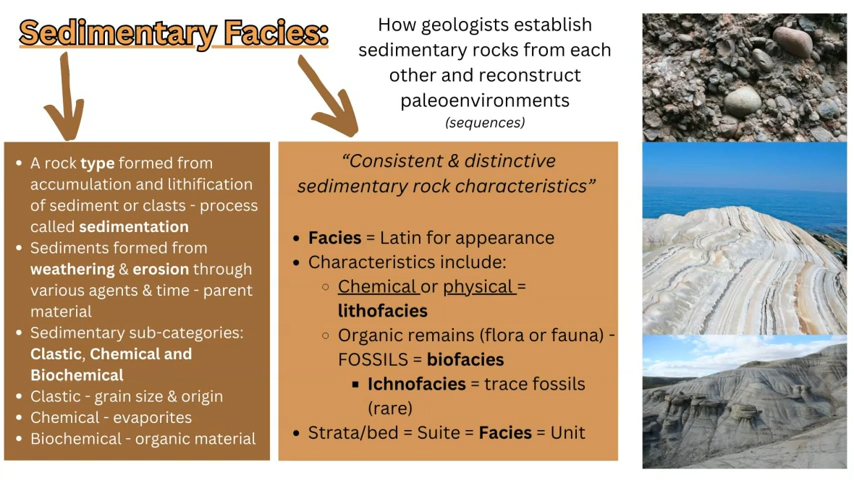 Sedimentary Facies:
How geologists establish
sedimentary rocks from each
other and reconstruct
paleoenvironments
(sequences)
• A rock type formed from
accumulation and lithification
of sediment or clasts - process
called sedimentation
• Sediments formed from
weathering & erosion through
various agents & time - parent
material
• Sedimentary sub-categories:
Clastic, Chemical and
Biochemical
• Clastic - grain size & origin
• Chemical - evaporites
• Biochemical - organic material
“Consistent & distinctive
sedimentary rock characteristics”
• Facies = Latin for appearance
• Characteristics include:
◦ Chemical or physical =
lithofacies
◦ Organic remains (flora or fauna) -
FOSSILS = biofacies
▪ Ichnofacies = trace fossils
(rare)
• Strata/bed = Suite = Facies = Unit